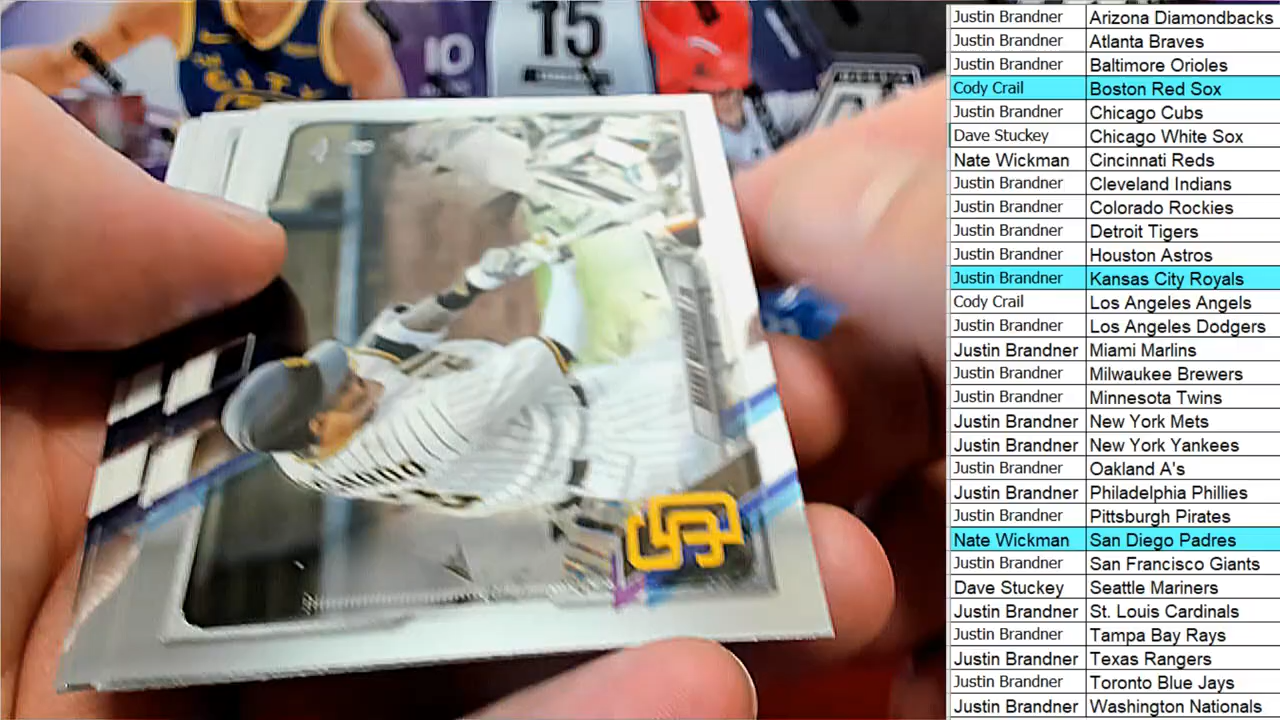 10
15
SD
Justin Brandner Arizona Diamondbacks
Justin Brandner Atlanta Braves
Justin Brandner Baltimore Orioles
Cody Crail Boston Red Sox
Justin Brandner Chicago Cubs
Dave Stuckey Chicago White Sox
Nate Wickman Cincinnati Reds
Justin Brandner Cleveland Indians
Justin Brandner Colorado Rockies
Justin Brandner Detroit Tigers
Justin Brandner Houston Astros
Justin Brandner Kansas City Royals
Cody Crail Los Angeles Angels
Justin Brandner Los Angeles Dodgers
Justin Brandner Miami Marlins
Justin Brandner Milwaukee Brewers
Justin Brandner Minnesota Twins
Justin Brandner New York Mets
Justin Brandner New York Yankees
Justin Brandner Oakland A's
Justin Brandner Philadelphia Phillies
Justin Brandner Pittsburgh Pirates
Nate Wickman San Diego Padres
Justin Brandner San Francisco Giants
Dave Stuckey Seattle Mariners
Justin Brandner St. Louis Cardinals
Justin Brandner Tampa Bay Rays
Justin Brandner Texas Rangers
Justin Brandner Toronto Blue Jays
Justin Brandner Washington Nationals